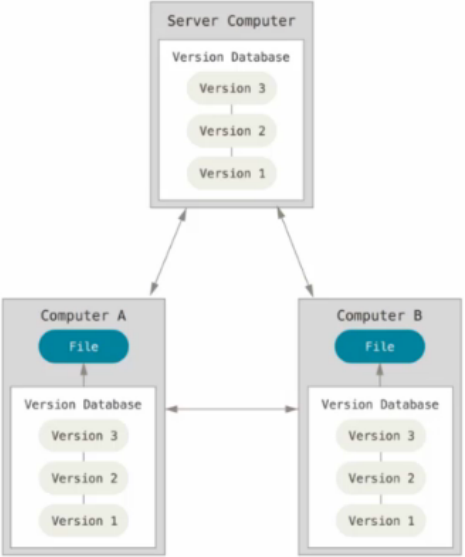 Server Computer
Version Database
Version 3
Version 2
Version 1
Computer A
File
Version Database
Version 3
Version 2
Version 1
Computer B
File
Version Database
Version 3
Version 2
Version 1